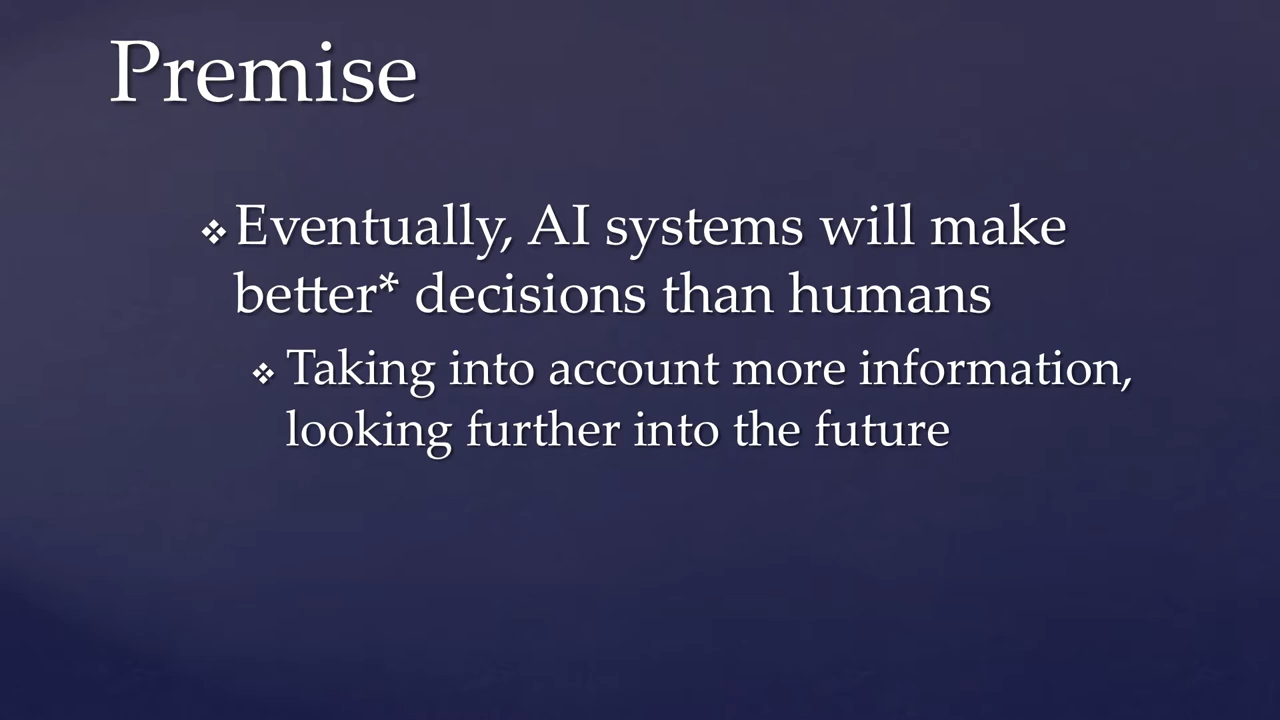 Premise
❖ Eventually, AI systems will make
better* decisions than humans
❖ Taking into account more information,
looking further into the future